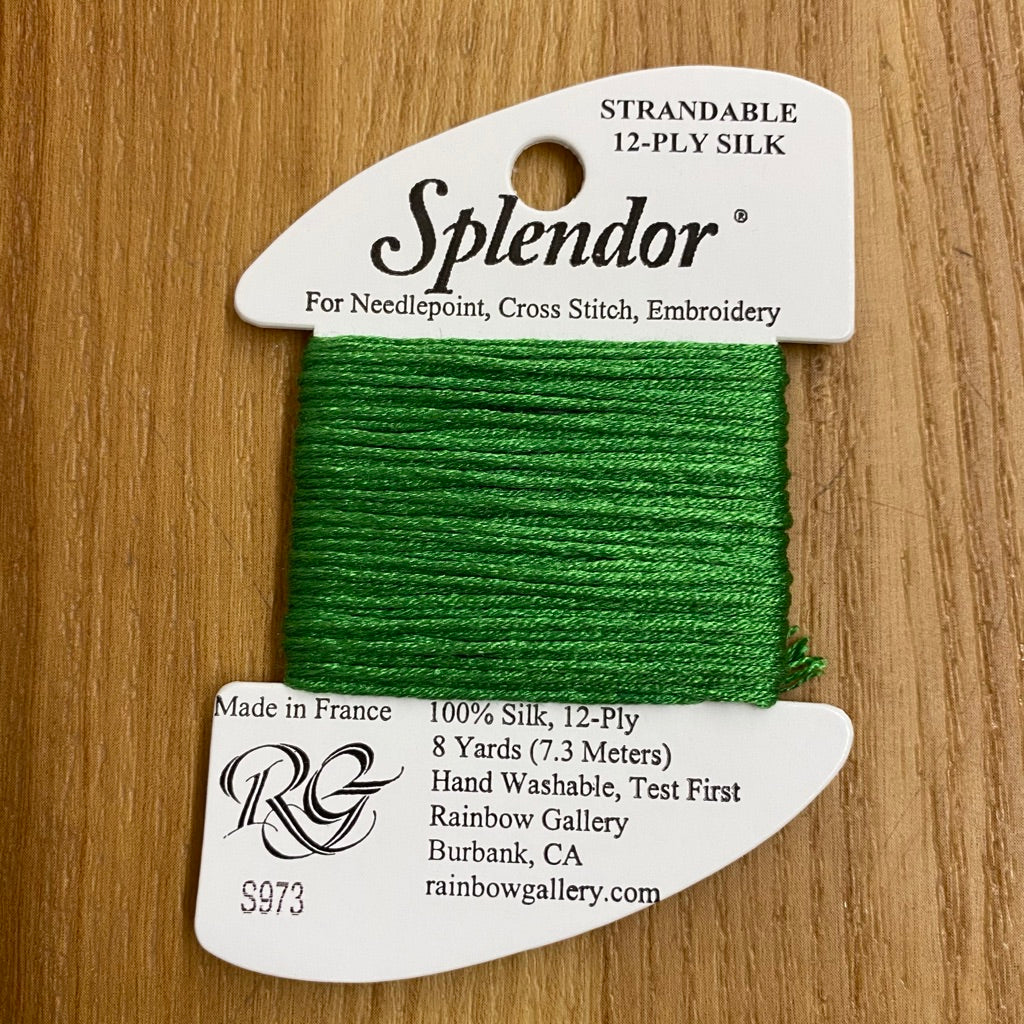 STRANDABLE
12-PLY SILK
Splendor®
For Needlepoint, Cross Stitch, Embroidery
Made in France
RG
S973
100% Silk, 12-Ply
8 Yards (7.3 Meters)
Hand Washable, Test First
Rainbow Gallery
Burbank, CA
rainbowgallery.com